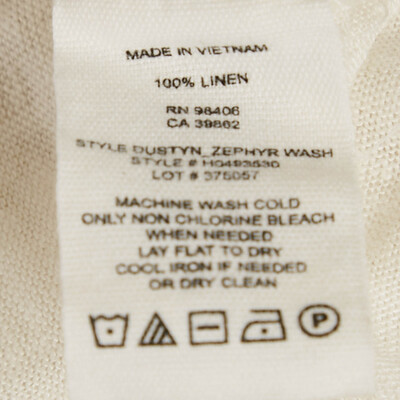 MADE IN VIETNAM
100% LINEN
RN 98406
CA 39862
STYLE DUSTYN_ZEPHYR WASH
STYLE # H0493530
LOT # 375057
MACHINE WASH COLD
ONLY NON CHLORINE BLEACH
WHEN NEEDED
LAY FLAT TO DRY
COOL IRON IF NEEDED
OR DRY CLEAN
P